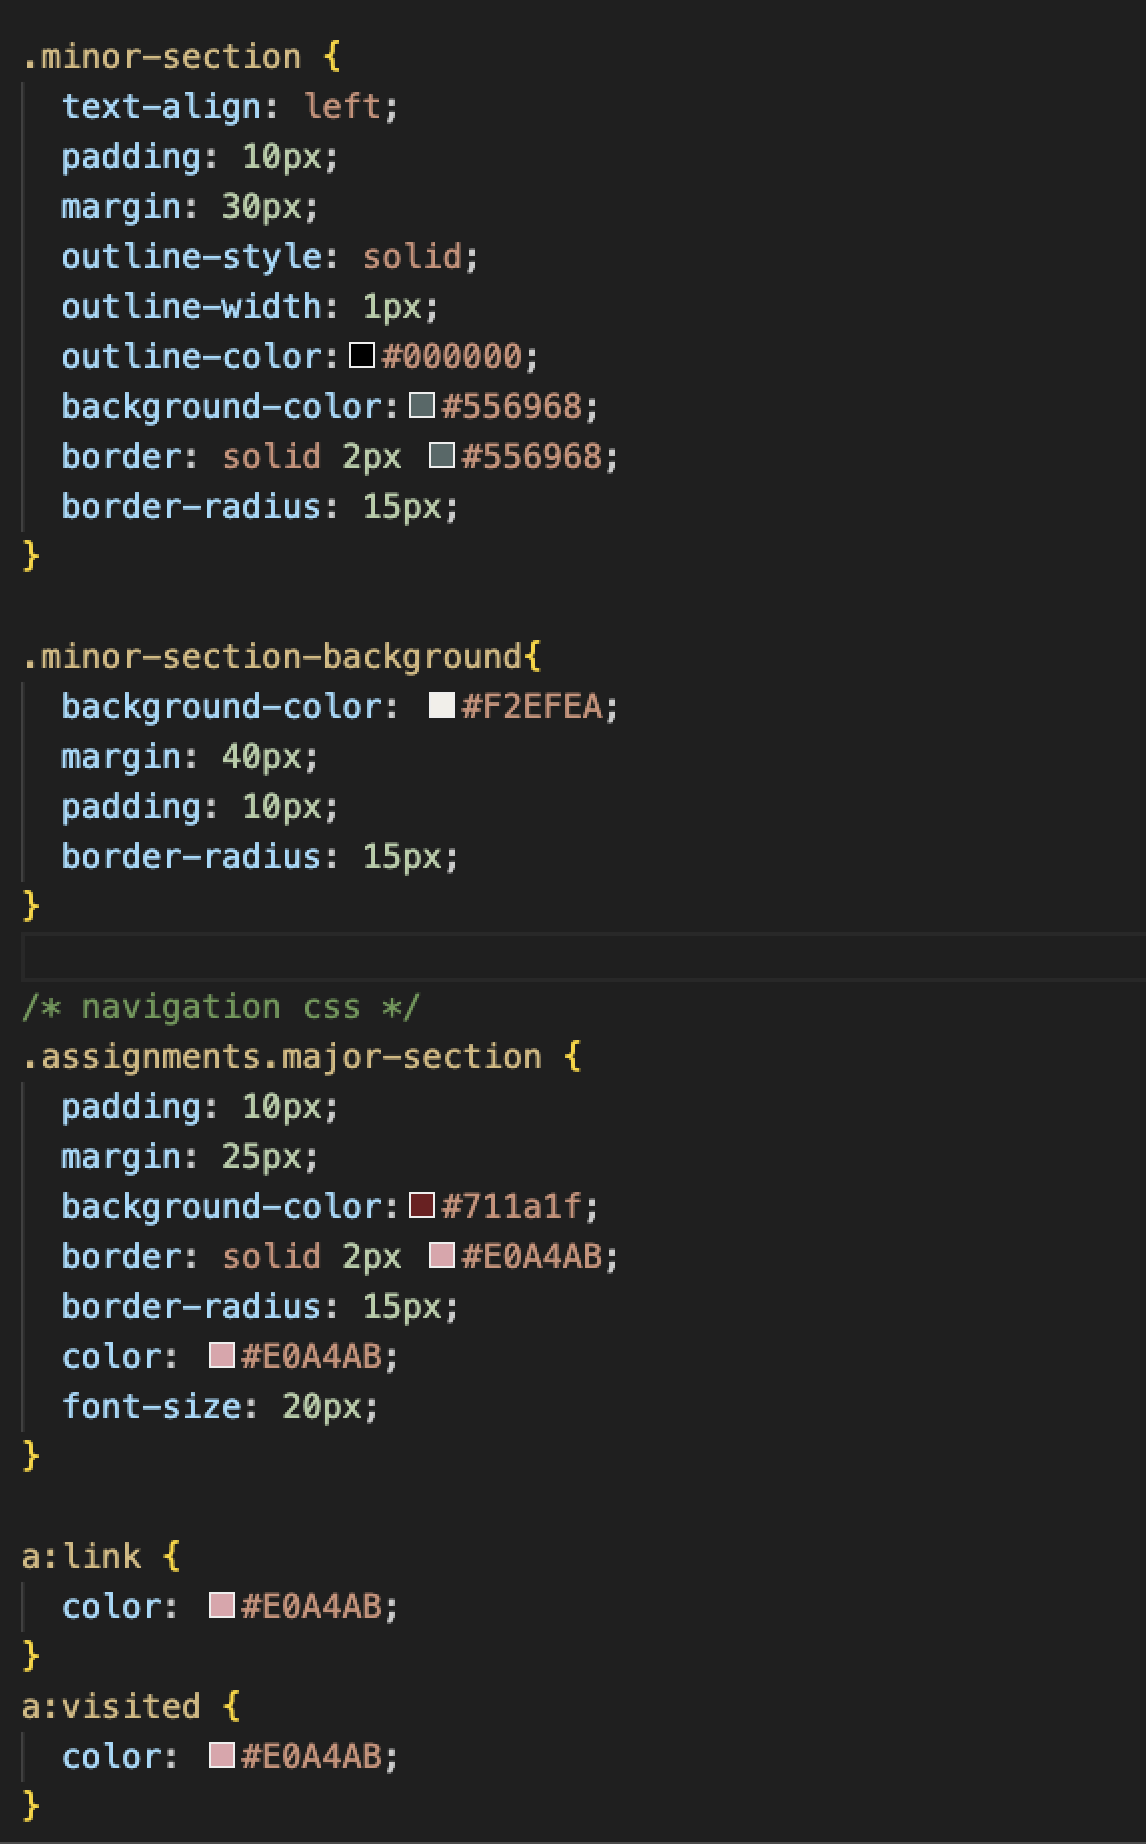 .minor-section {
  text-align: left;
  padding: 10px;
  margin: 30px;
  outline-style: solid;
  outline-width: 1px;
  outline-color: #000000;
  background-color: #556968;
  border: solid 2px #556968;
  border-radius: 15px;
}

.minor-section-background{
  background-color: #F2EFEA;
  margin: 40px;
  padding: 10px;
  border-radius: 15px;
}

/* navigation css */
.assignments.major-section {
  padding: 10px;
  margin: 25px;
  background-color: #711a1f;
  border: solid 2px #E0A4AB;
  border-radius: 15px;
  color: #E0A4AB;
  font-size: 20px;
}

a:link {
  color: #E0A4AB;
}
a:visited {
  color: #E0A4AB;
}